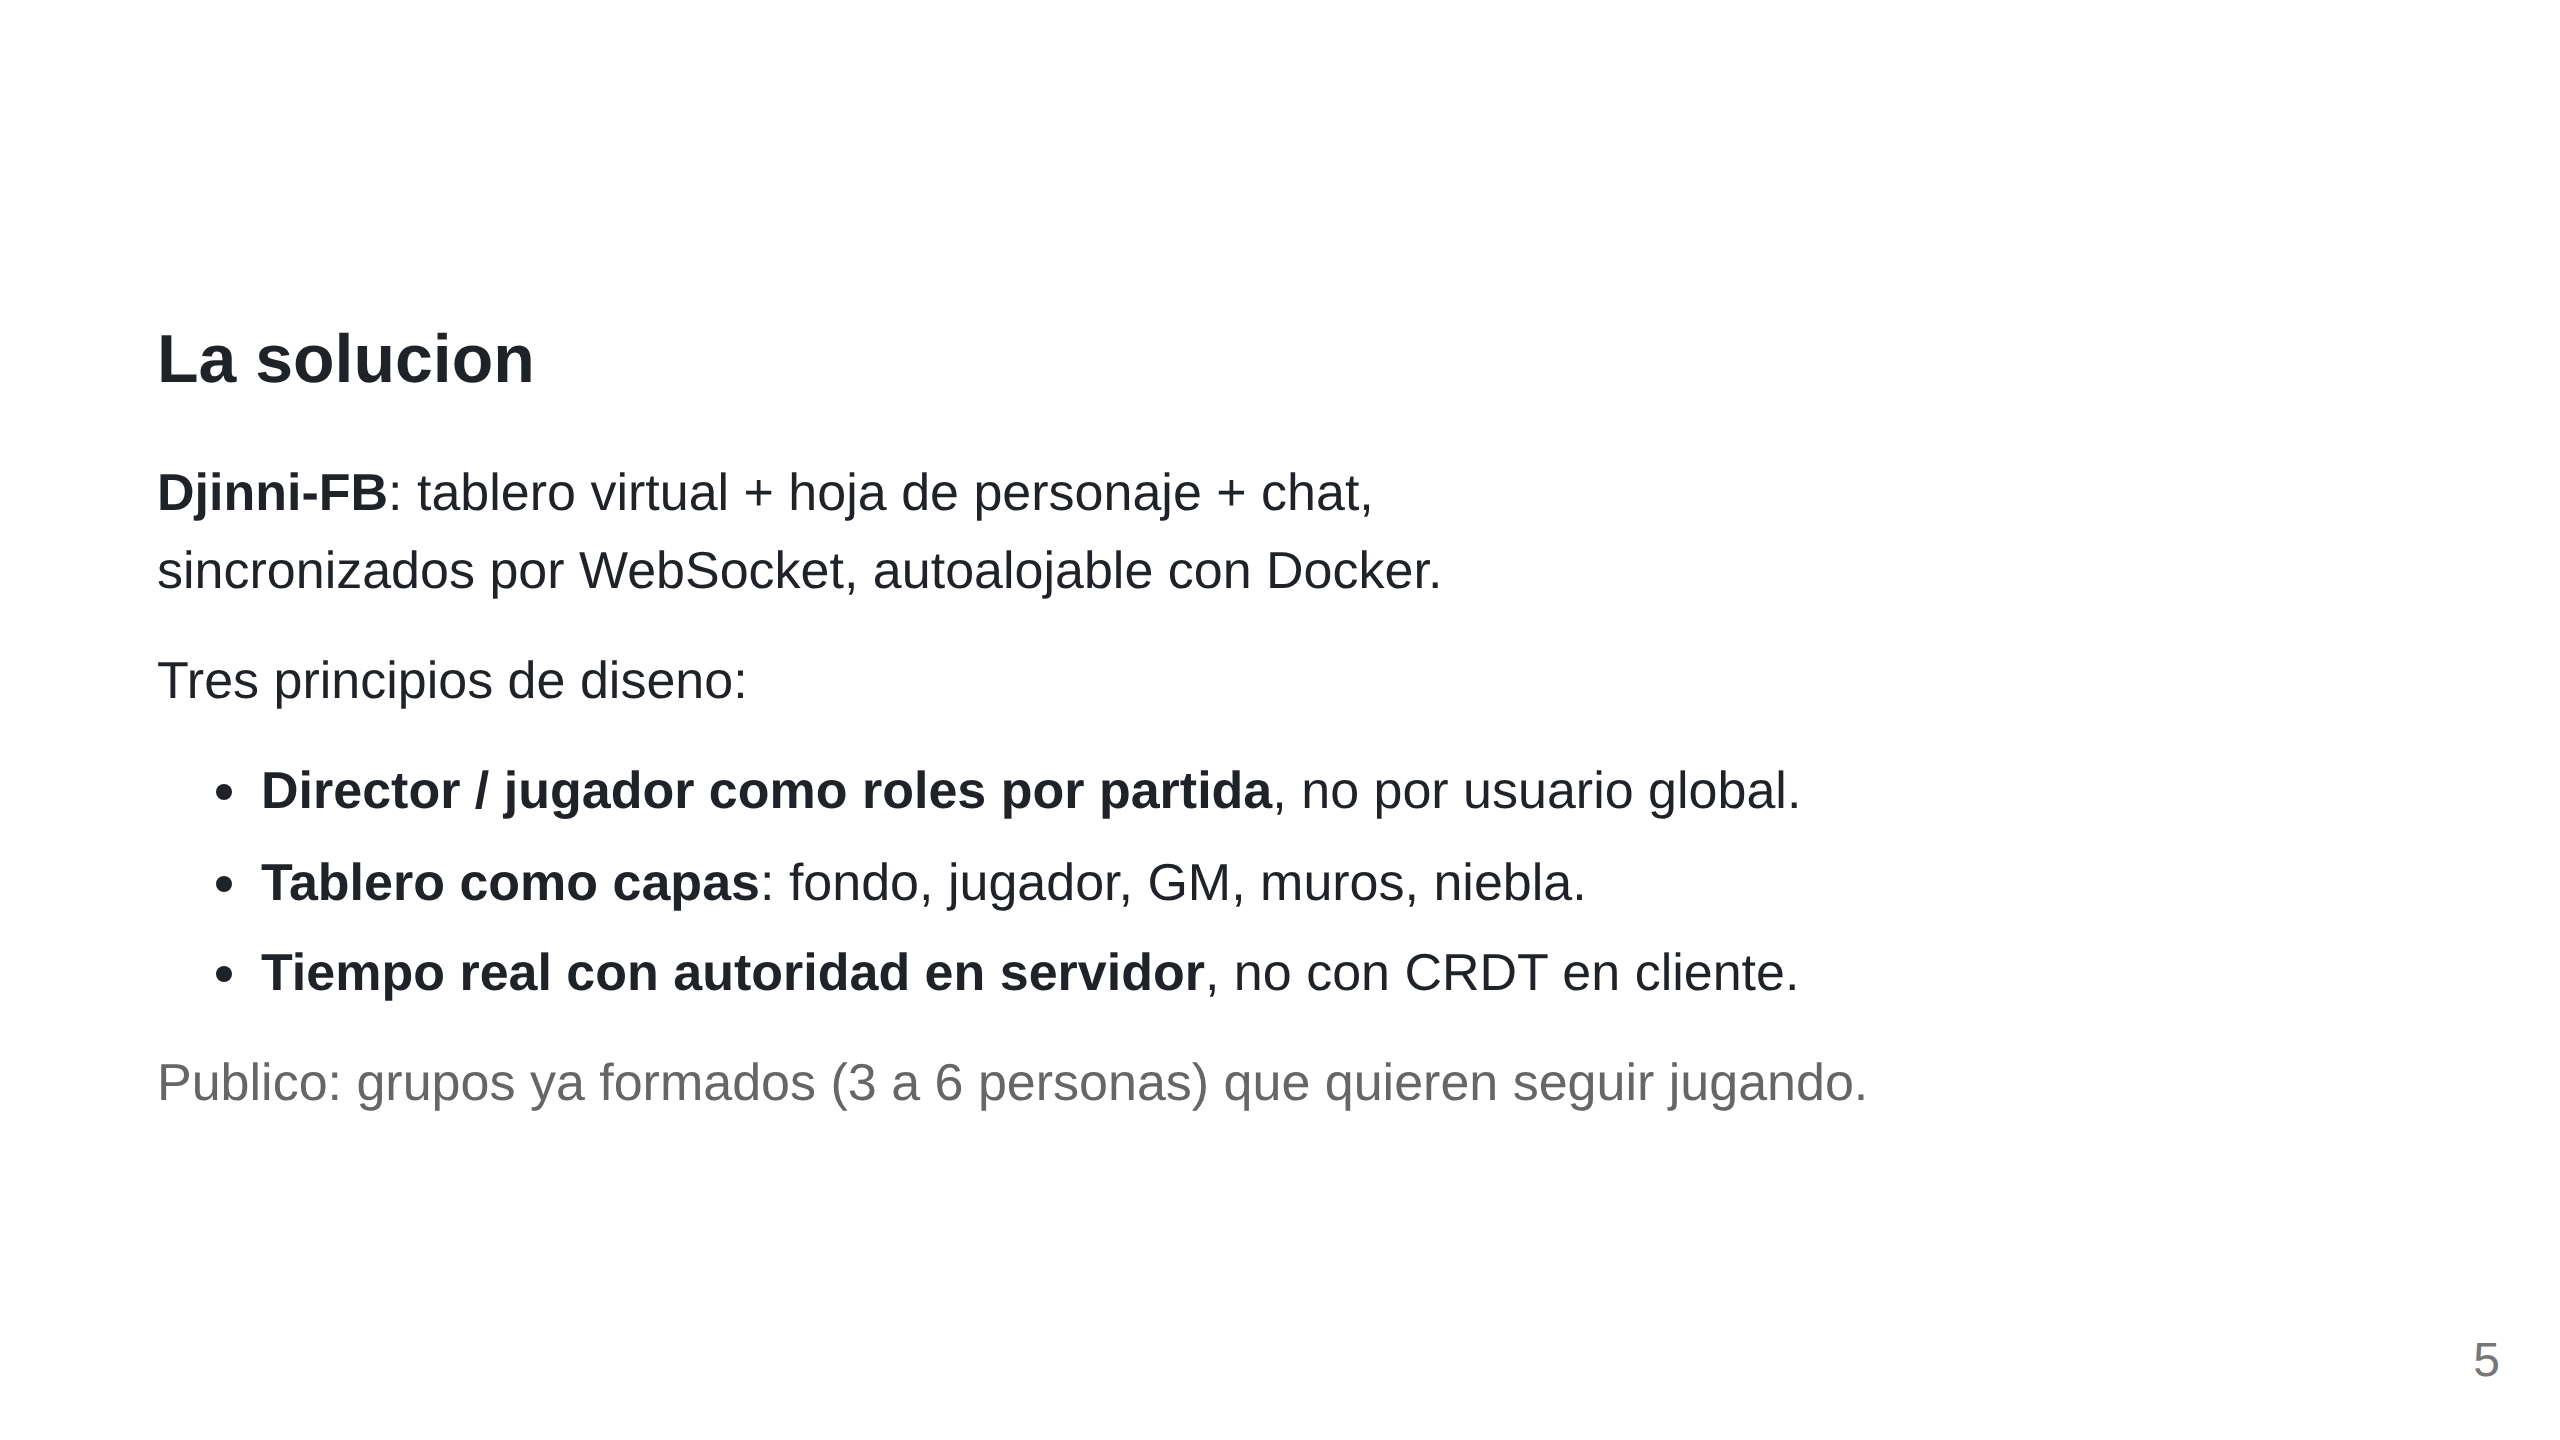 La solucion
Djinni-FB: tablero virtual + hoja de personaje + chat,
sincronizados por WebSocket, autoalojable con Docker.
Tres principios de diseno:
• Director / jugador como roles por partida, no por usuario global.
• Tablero como capas: fondo, jugador, GM, muros, niebla.
• Tiempo real con autoridad en servidor, no con CRDT en cliente.
Publico: grupos ya formados (3 a 6 personas) que quieren seguir jugando.
5